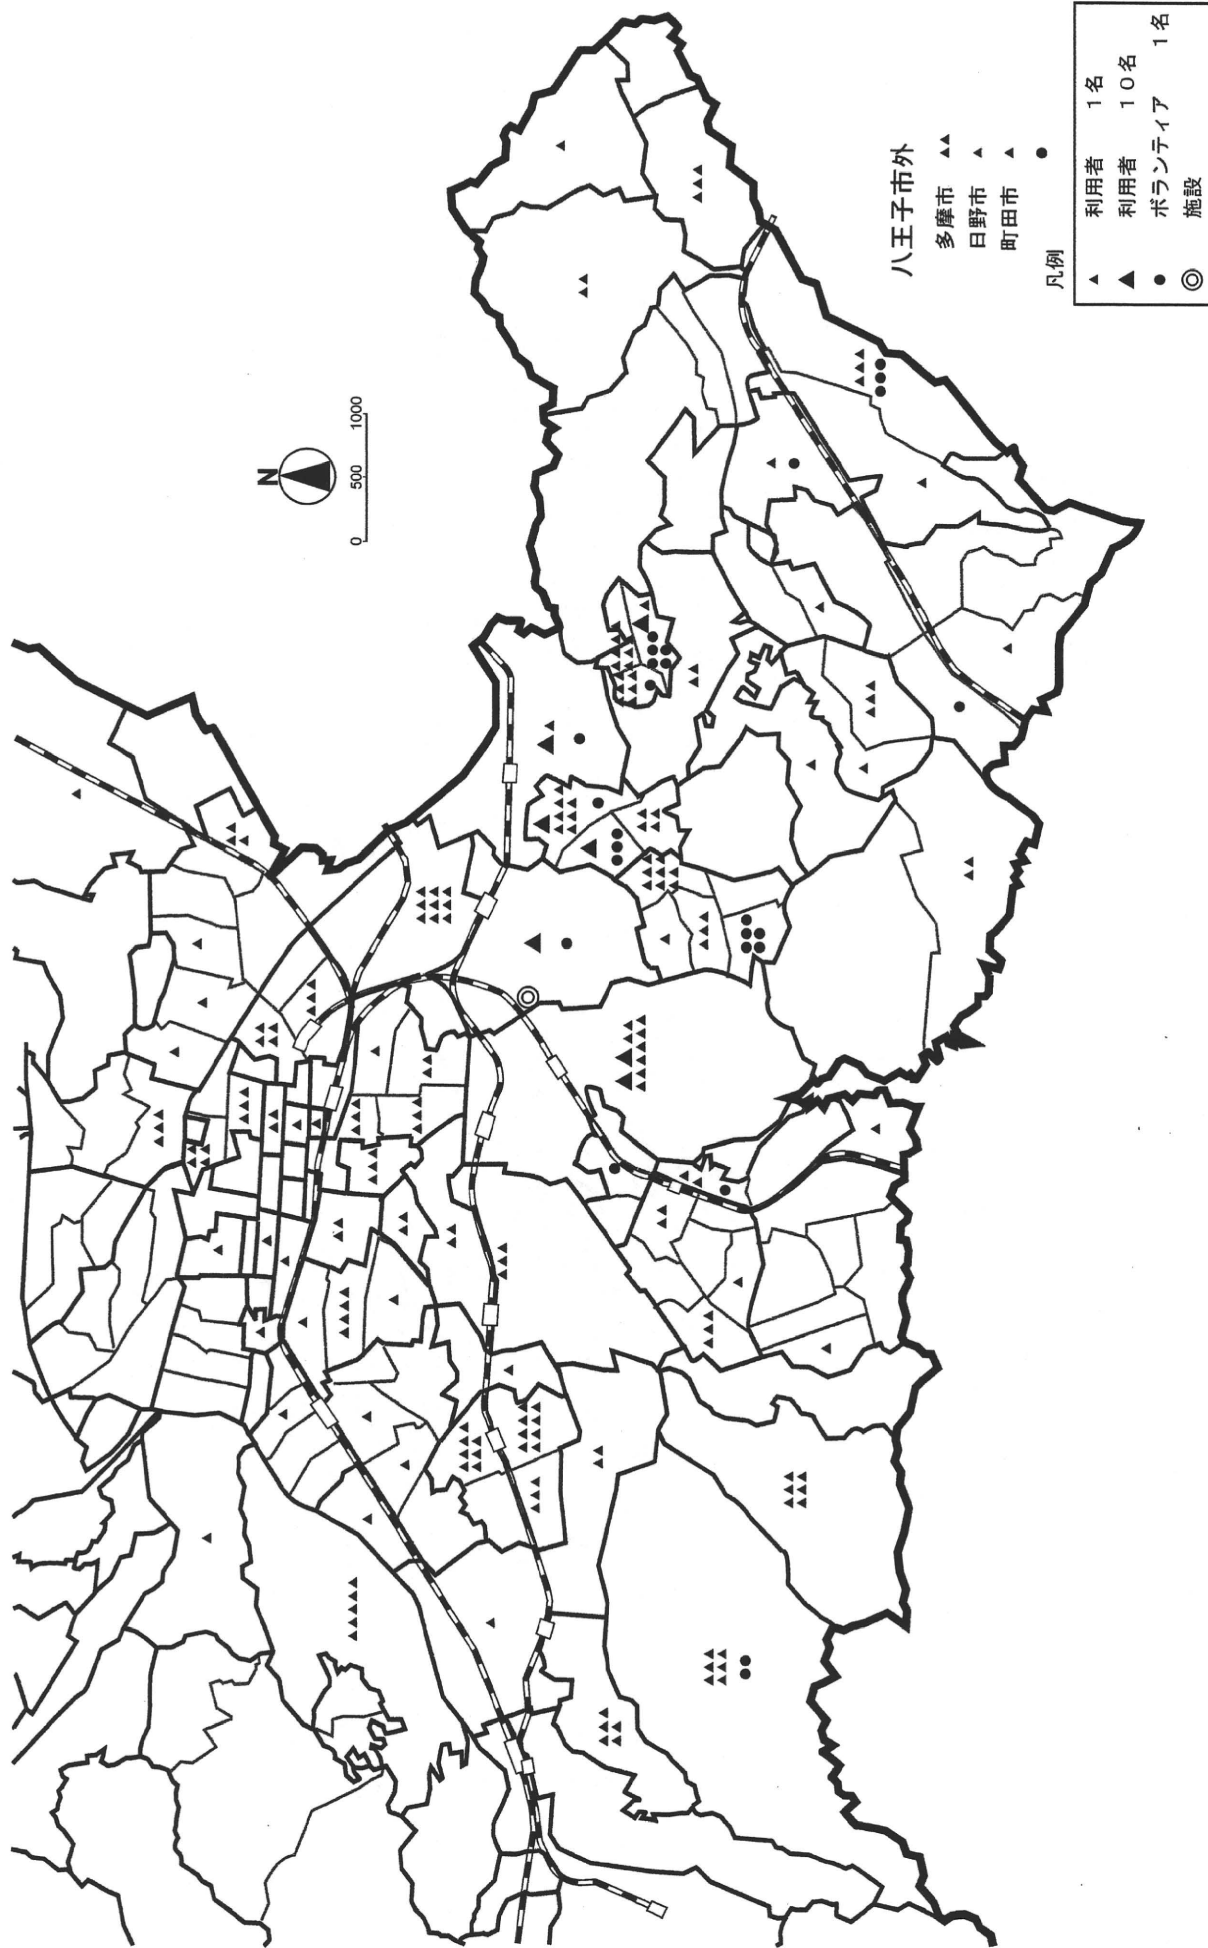 N
0 500 1000
八王子市外
多摩市 ▲▲
日野市 ▲
町田市 ▲
●
凡例
▲ 利用者 1名
▲ 利用者 10名
● ボランティア 1名
◎ 施設